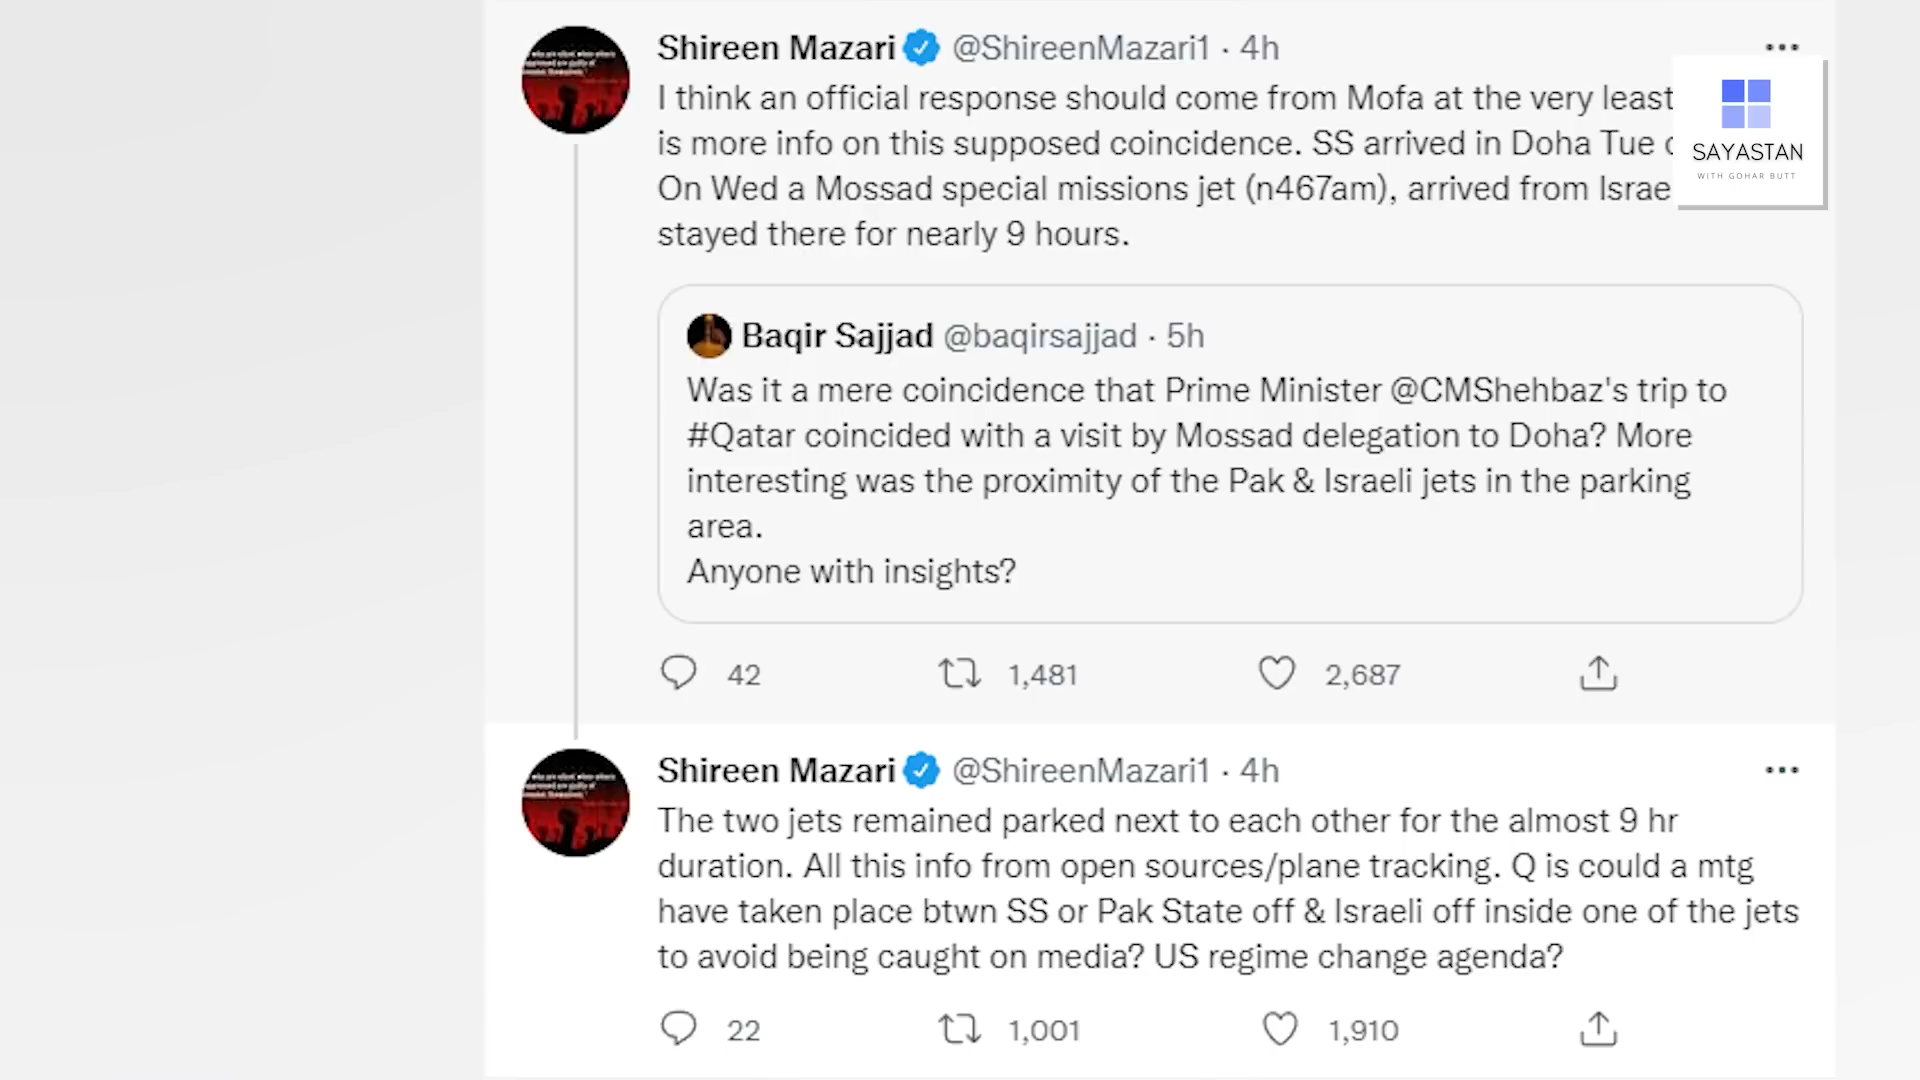 Shireen Mazari @ShireenMazari1 · 4h
I think an official response should come from Mofa at the very least
is more info on this supposed coincidence. SS arrived in Doha Tue
On Wed a Mossad special missions jet (n467am), arrived from Israe
stayed there for nearly 9 hours.
SAYASTAN
WITH GOHAR BUTT
Baqir Sajjad @baqirsajjad · 5h
Was it a mere coincidence that Prime Minister @CMShehbaz's trip to
#Qatar coincided with a visit by Mossad delegation to Doha? More
interesting was the proximity of the Pak & Israeli jets in the parking
area.
Anyone with insights?
42 1,481 2,687
Shireen Mazari @ShireenMazari1 · 4h
The two jets remained parked next to each other for the almost 9 hr
duration. All this info from open sources/plane tracking. Q is could a mtg
have taken place btwn SS or Pak State off & Israeli off inside one of the jets
to avoid being caught on media? US regime change agenda?
22 1,001 1,910